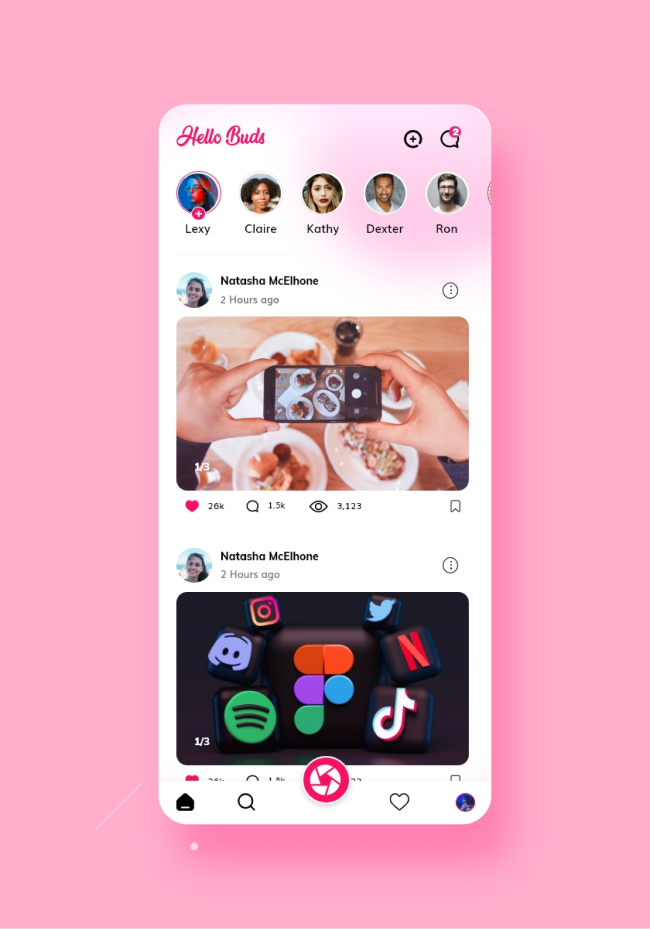 Hello Buds
2
Lexy
Claire
Kathy
Dexter
Ron
Natasha McElhone
2 Hours ago
1/3
26k
1.5k
3,123
Natasha McElhone
2 Hours ago
1/3